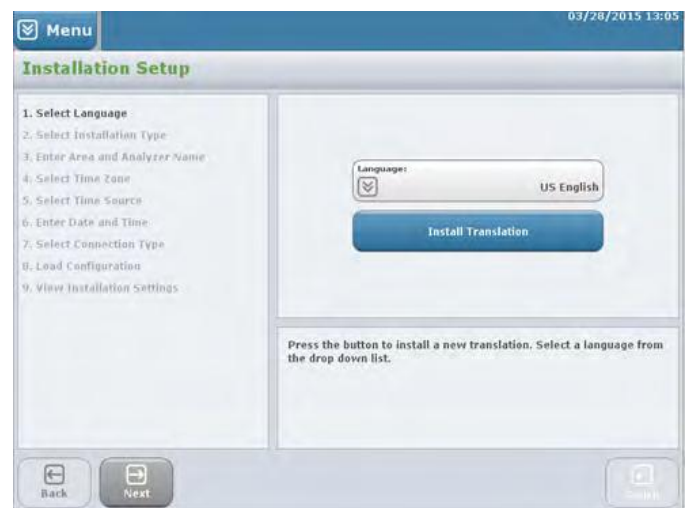 Menu
03/28/2015 13:05
Installation Setup
1. Select Language
2. Select Installation Type
3. Enter Area and Analyzer Name
4. Select Time Zone
5. Select Time Source
6. Enter Date and Time
7. Select Connection Type
8. Load Configuration
9. View Installation Settings
Language:
US English
Install Translation
Press the button to install a new translation. Select a language from
the drop down list.
Back
Next